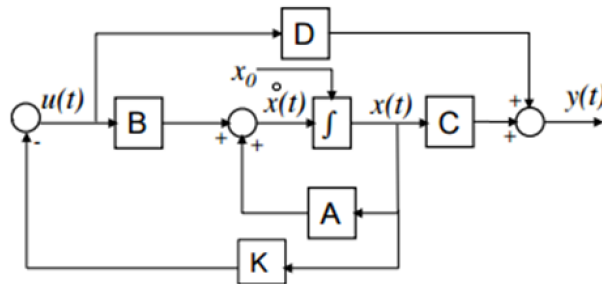 D
x₀
u(t) B + + x̊(t) ∫ x(t) C + + y(t)
-
A
K